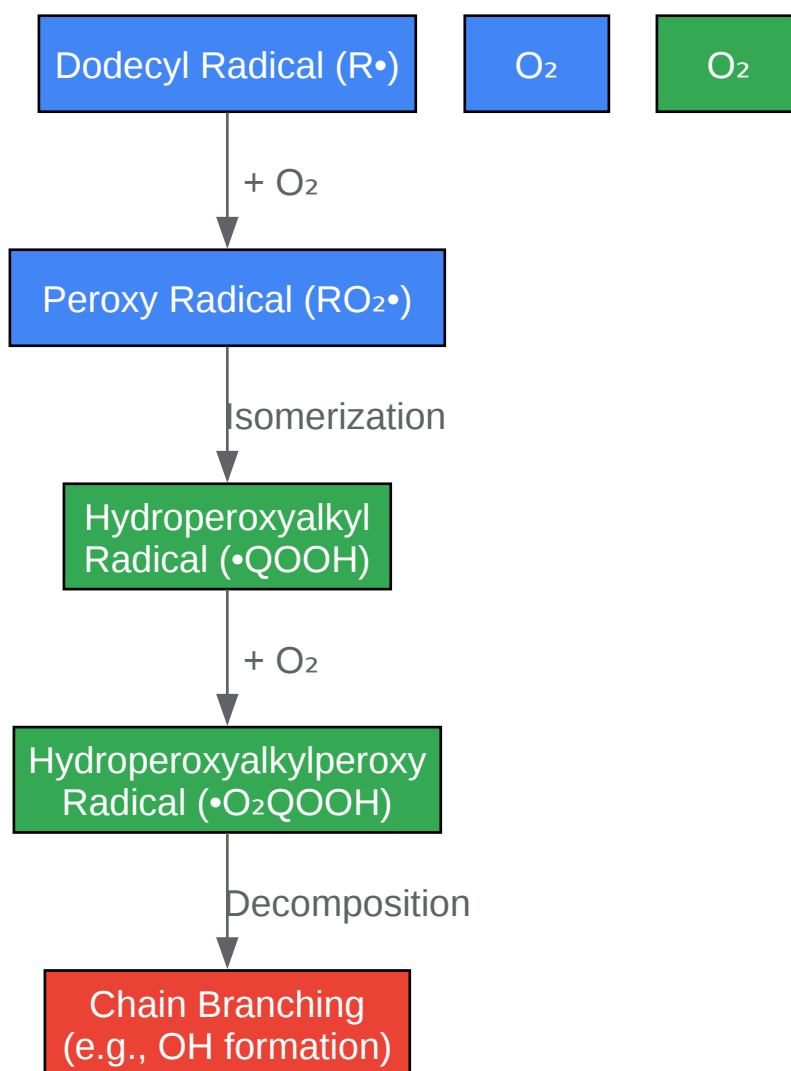 Dodecyl Radical (R•)
O₂
O₂
+ O₂
Peroxy Radical (RO₂•)
Isomerization
Hydroperoxyalkyl
Radical (•QOOH)
+ O₂
Hydroperoxyalkylperoxy
Radical (•O₂QOOH)
Decomposition
Chain Branching
(e.g., OH formation)